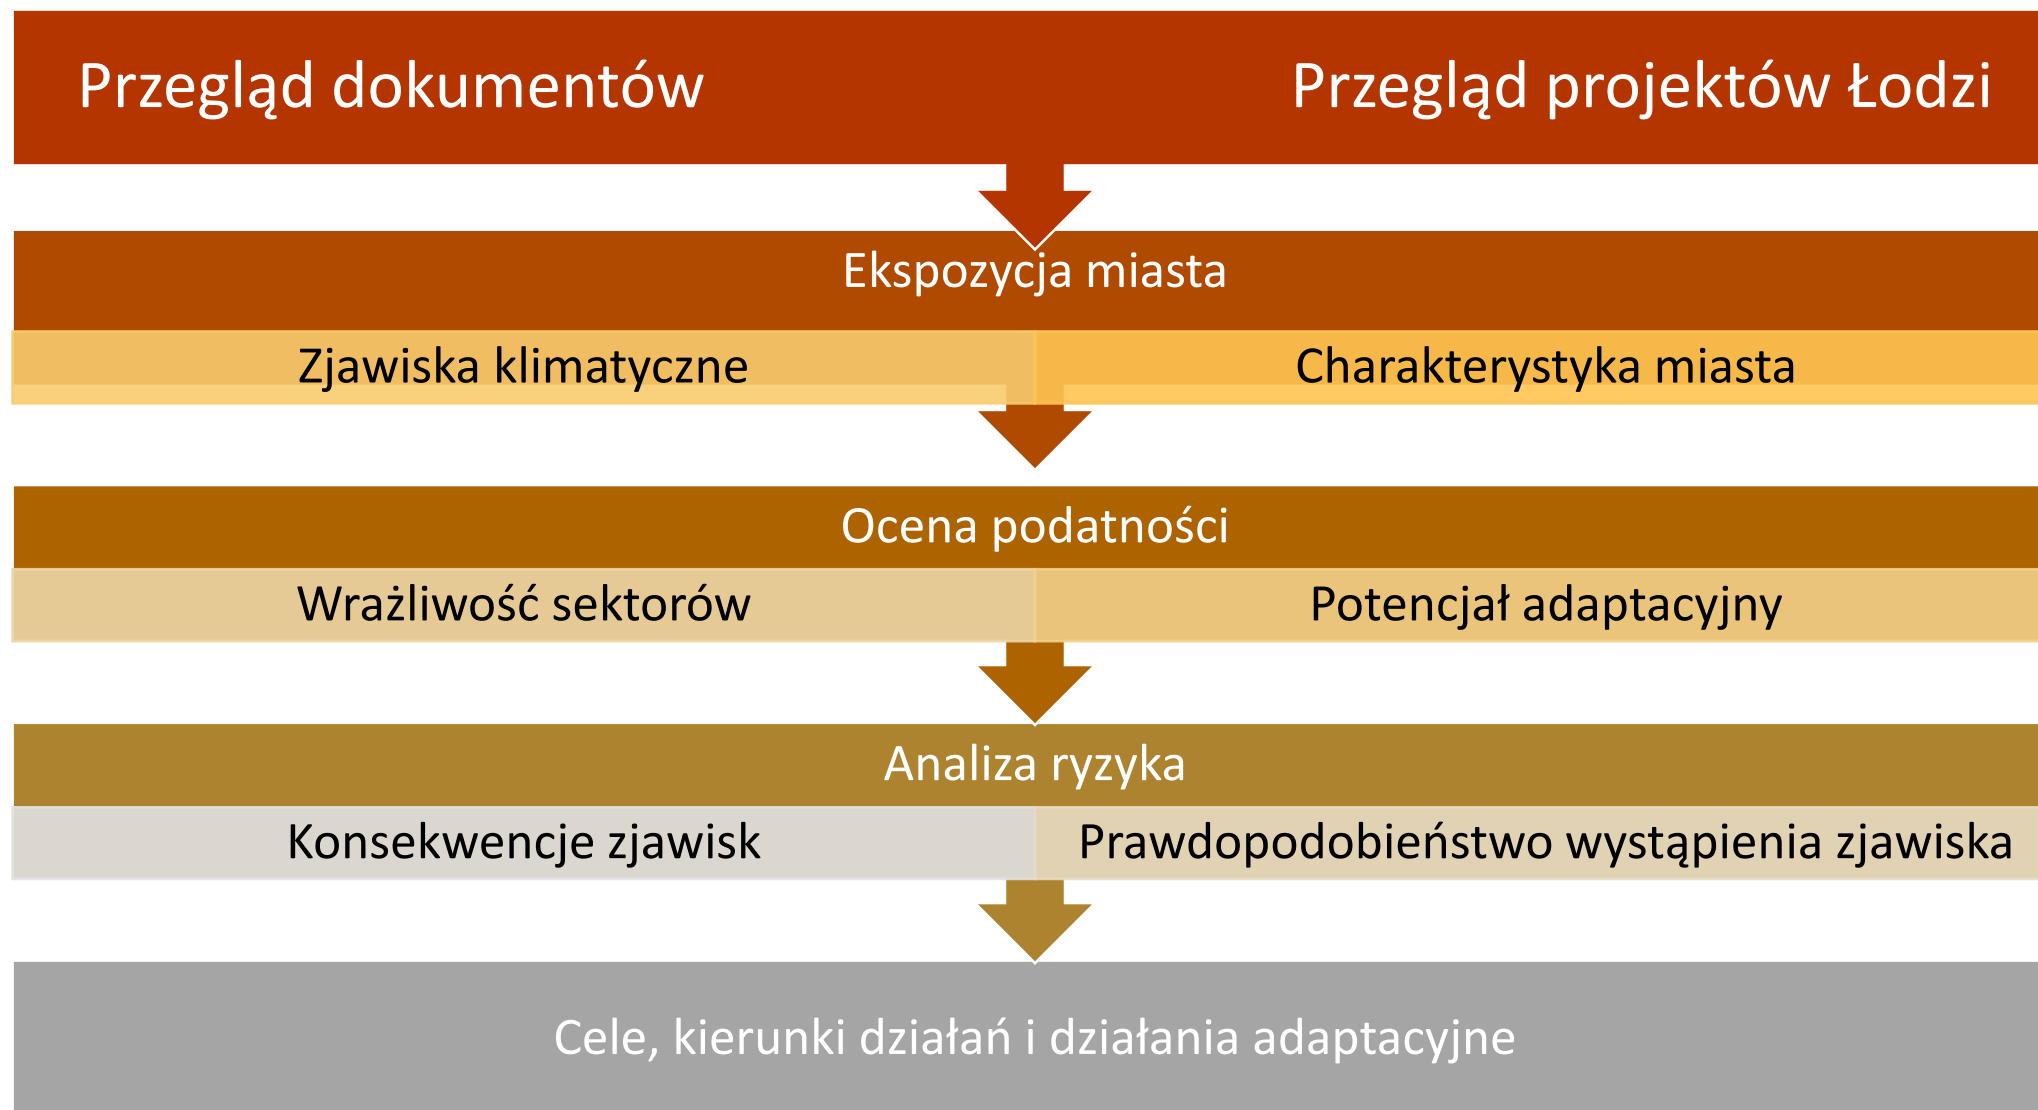 Przegląd dokumentów
Przegląd projektów Łodzi
Ekspozycja miasta
Zjawiska klimatyczne
Charakterystyka miasta
Ocena podatności
Wrażliwość sektorów
Potencjał adaptacyjny
Analiza ryzyka
Konsekwencje zjawisk
Prawdopodobieństwo wystąpienia zjawiska
Cele, kierunki działań i działania adaptacyjne